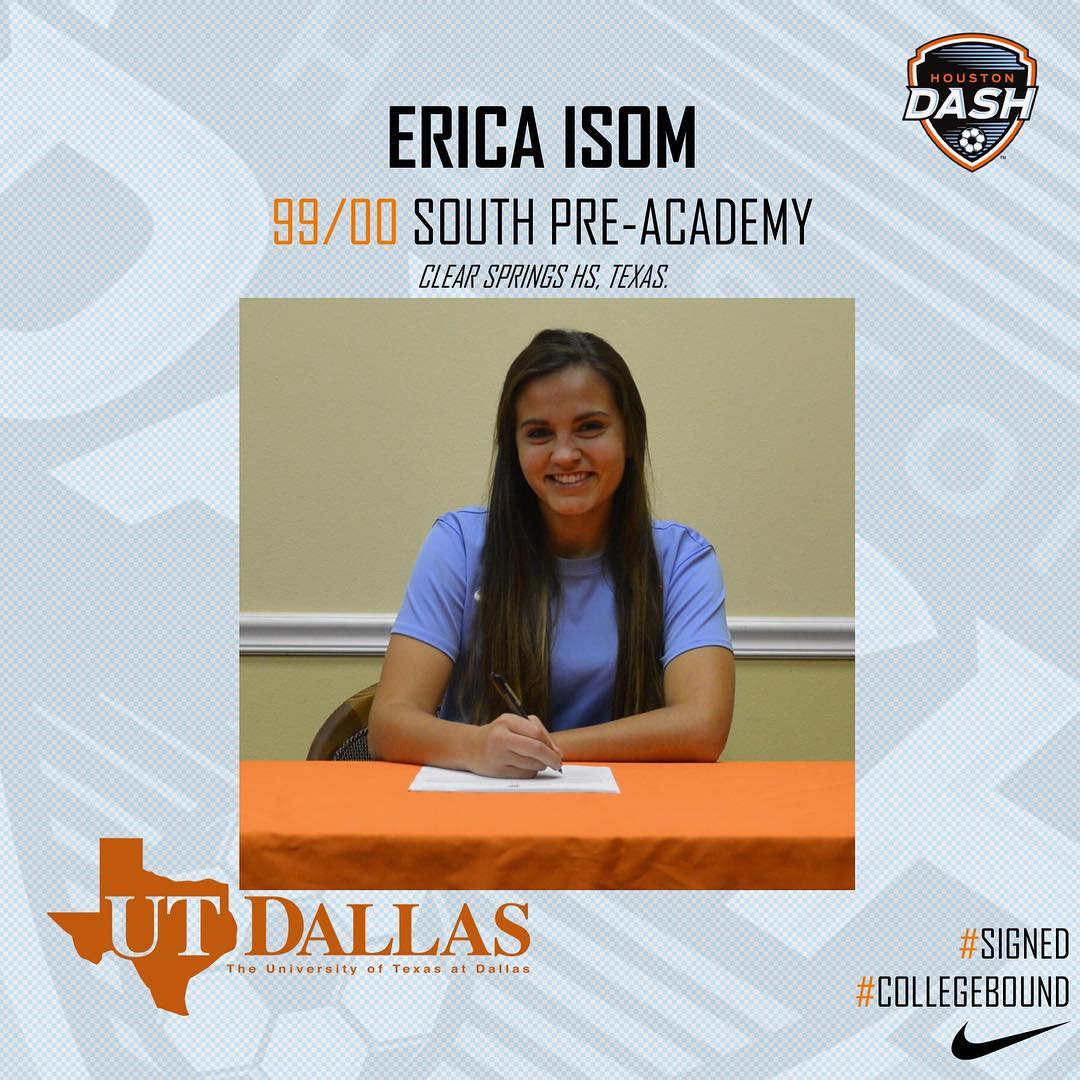 HOUSTON
DASH
ERICA ISOM
99/00 SOUTH PRE-ACADEMY
CLEAR SPRINGS HS, TEXAS.
UT DALLAS
The University of Texas at Dallas
#SIGNED
#COLLEGEBOUND